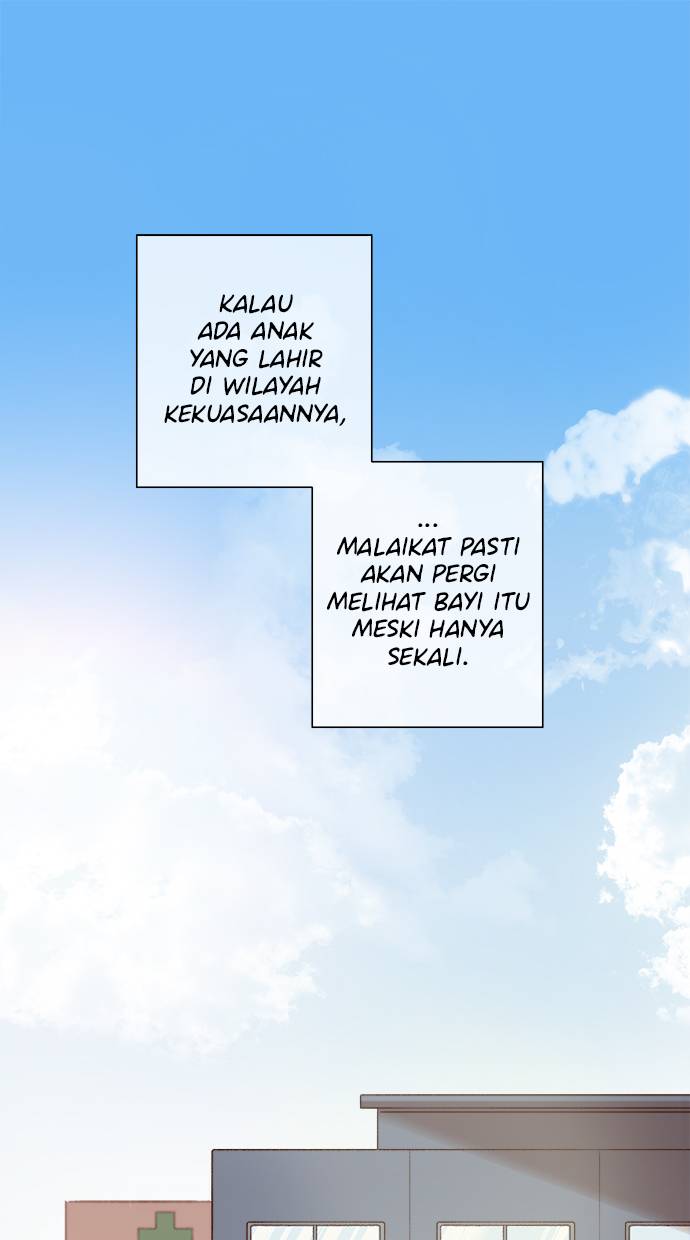 KALAU
ADA ANAK
YANG LAHIR
DI WILAYAH
KEKUASAANNYA,
...
MALAIKAT PASTI
AKAN PERGI
MELIHAT BAYI ITU
MESKI HANYA
SEKALI.